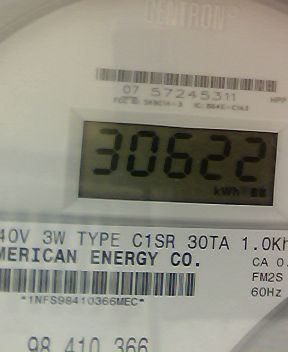 CENTRON
07 57245311
30622
kWh
40V 3W TYPE C1SR 30TA 1.0Kh
MERICAN ENERGY CO.
CA 0.
FM2S
*1NFS98410366MEC*
60Hz
98 410 366